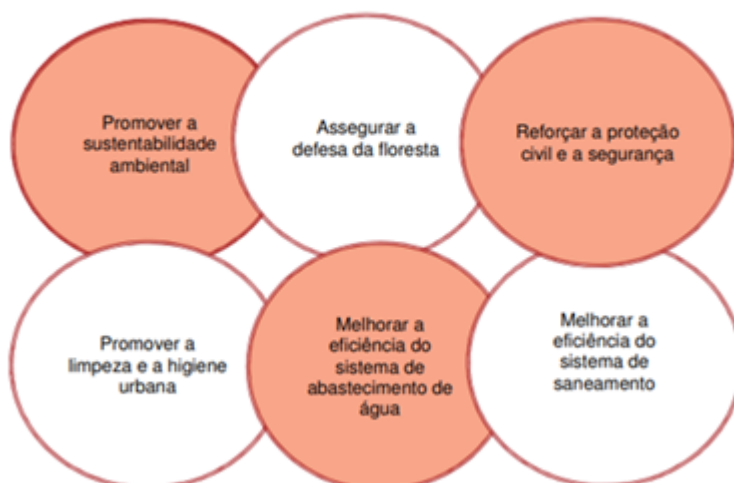 Promover a
sustentabilidade
ambiental
Assegurar a
defesa da floresta
Reforçar a proteção
civil e a segurança
Promover a
limpeza e a higiene
urbana
Melhorar a
eficiência do
sistema de
abastecimento de
água
Melhorar a
eficiência do
sistema de
saneamento